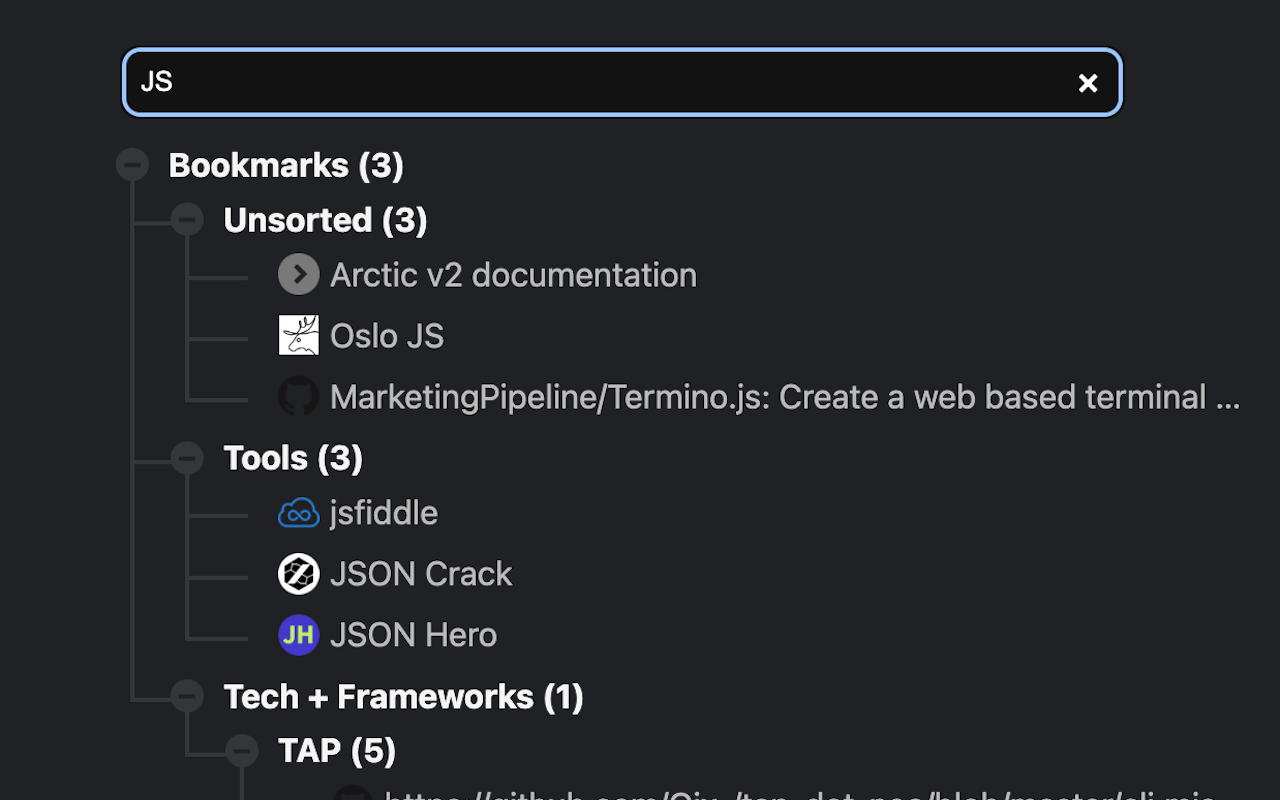 JS
Bookmarks (3)
Unsorted (3)
Arctic v2 documentation
Oslo JS
MarketingPipeline/Termino.js: Create a web based terminal ...
Tools (3)
jsfiddle
JSON Crack
JH JSON Hero
Tech + Frameworks (1)
TAP (5)